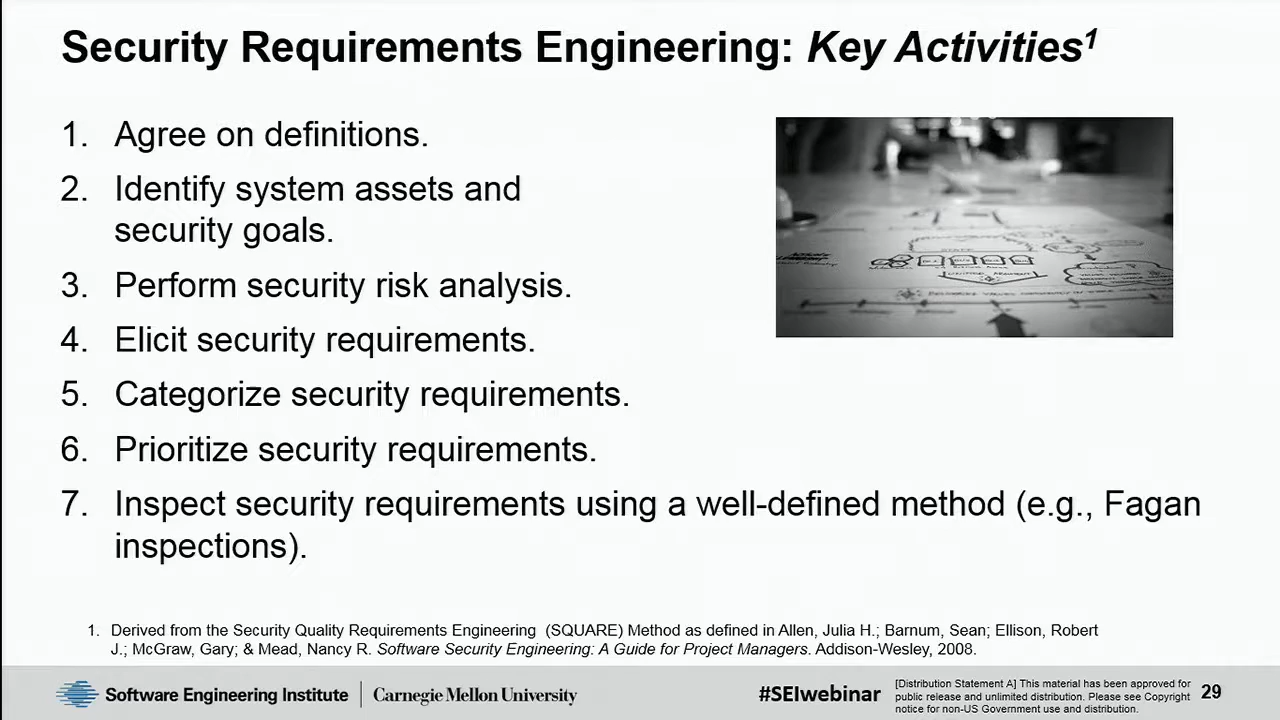 Security Requirements Engineering: Key Activities1
1. Agree on definitions.
2. Identify system assets and
security goals.
3. Perform security risk analysis.
4. Elicit security requirements.
5. Categorize security requirements.
6. Prioritize security requirements.
7. Inspect security requirements using a well-defined method (e.g., Fagan
inspections).
1. Derived from the Security Quality Requirements Engineering (SQUARE) Method as defined in Allen, Julia H.; Barnum, Sean; Ellison, Robert
J.; McGraw, Gary; & Mead, Nancy R. Software Security Engineering: A Guide for Project Managers. Addison-Wesley, 2008.
Software Engineering Institute | Carnegie Mellon University
#SEIwebinar
[Distribution Statement A] This material has been approved for
public release and unlimited distribution. Please see Copyright
notice for non-US Government use and distribution.
29